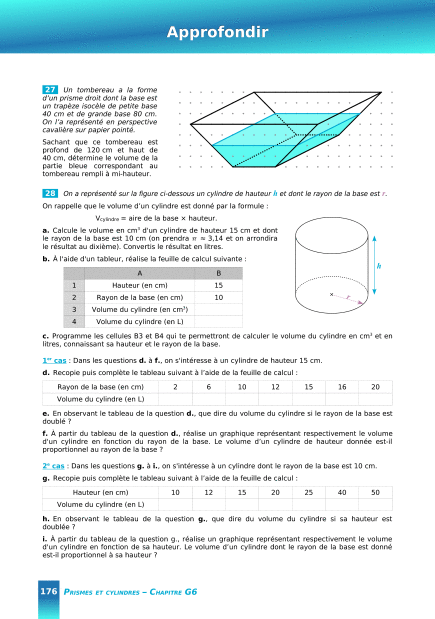 Approfondir
27 Un tombereau a la forme
d'un prisme droit dont la base est
un trapèze isocèle de petite base
40 cm et de grande base 80 cm.
On l'a représenté en perspective
cavalière sur papier pointé.
Sachant que ce tombereau est
profond de 120 cm et haut de
40 cm, détermine le volume de la
partie bleue correspondant au
tombereau rempli à mi-hauteur.
28 On a représenté sur la figure ci-dessous un cylindre de hauteur h et dont le rayon de la base est r.
On rappelle que le volume d'un cylindre est donné par la formule :
VCylindre = aire de la base × hauteur.
a. Calcule le volume en cm³ d'un cylindre de hauteur 15 cm et dont
le rayon de la base est 10 cm (on prendra π ≈ 3,14 et on arrondira
le résultat au dixième). Convertis le résultat en litres.
b. À l'aide d'un tableur, réalise la feuille de calcul suivante :
A B
1 Hauteur (en cm) 15
2 Rayon de la base (en cm) 10
3 Volume du cylindre (en cm³)
4 Volume du cylindre (en L)
h
r
c. Programme les cellules B3 et B4 qui te permettront de calculer le volume du cylindre en cm³ et en
litres, connaissant sa hauteur et le rayon de la base.
1er cas : Dans les questions d. à f., on s'intéresse à un cylindre de hauteur 15 cm.
d. Recopie puis complète le tableau suivant à l'aide de la feuille de calcul :
Rayon de la base (en cm) 2 6 10 12 15 16 20
Volume du cylindre (en L)
e. En observant le tableau de la question d., que dire du volume du cylindre si le rayon de la base est
doublé ?
f. À partir du tableau de la question d., réalise un graphique représentant respectivement le volume
d'un cylindre en fonction du rayon de la base. Le volume d'un cylindre de hauteur donnée est-il
proportionnel au rayon de la base ?
2e cas : Dans les questions g. à i., on s'intéresse à un cylindre dont le rayon de la base est 10 cm.
g. Recopie puis complète le tableau suivant à l'aide de la feuille de calcul :
Hauteur (en cm) 10 12 15 20 25 40 50
Volume du cylindre (en L)
h. En observant le tableau de la question g., que dire du volume du cylindre si sa hauteur est
doublée ?
i. À partir du tableau de la question g., réalise un graphique représentant respectivement le volume
d'un cylindre en fonction de sa hauteur. Le volume d'un cylindre dont le rayon de la base est donné
est-il proportionnel à sa hauteur ?
176 PRISMES ET CYLINDRES – CHAPITRE G6